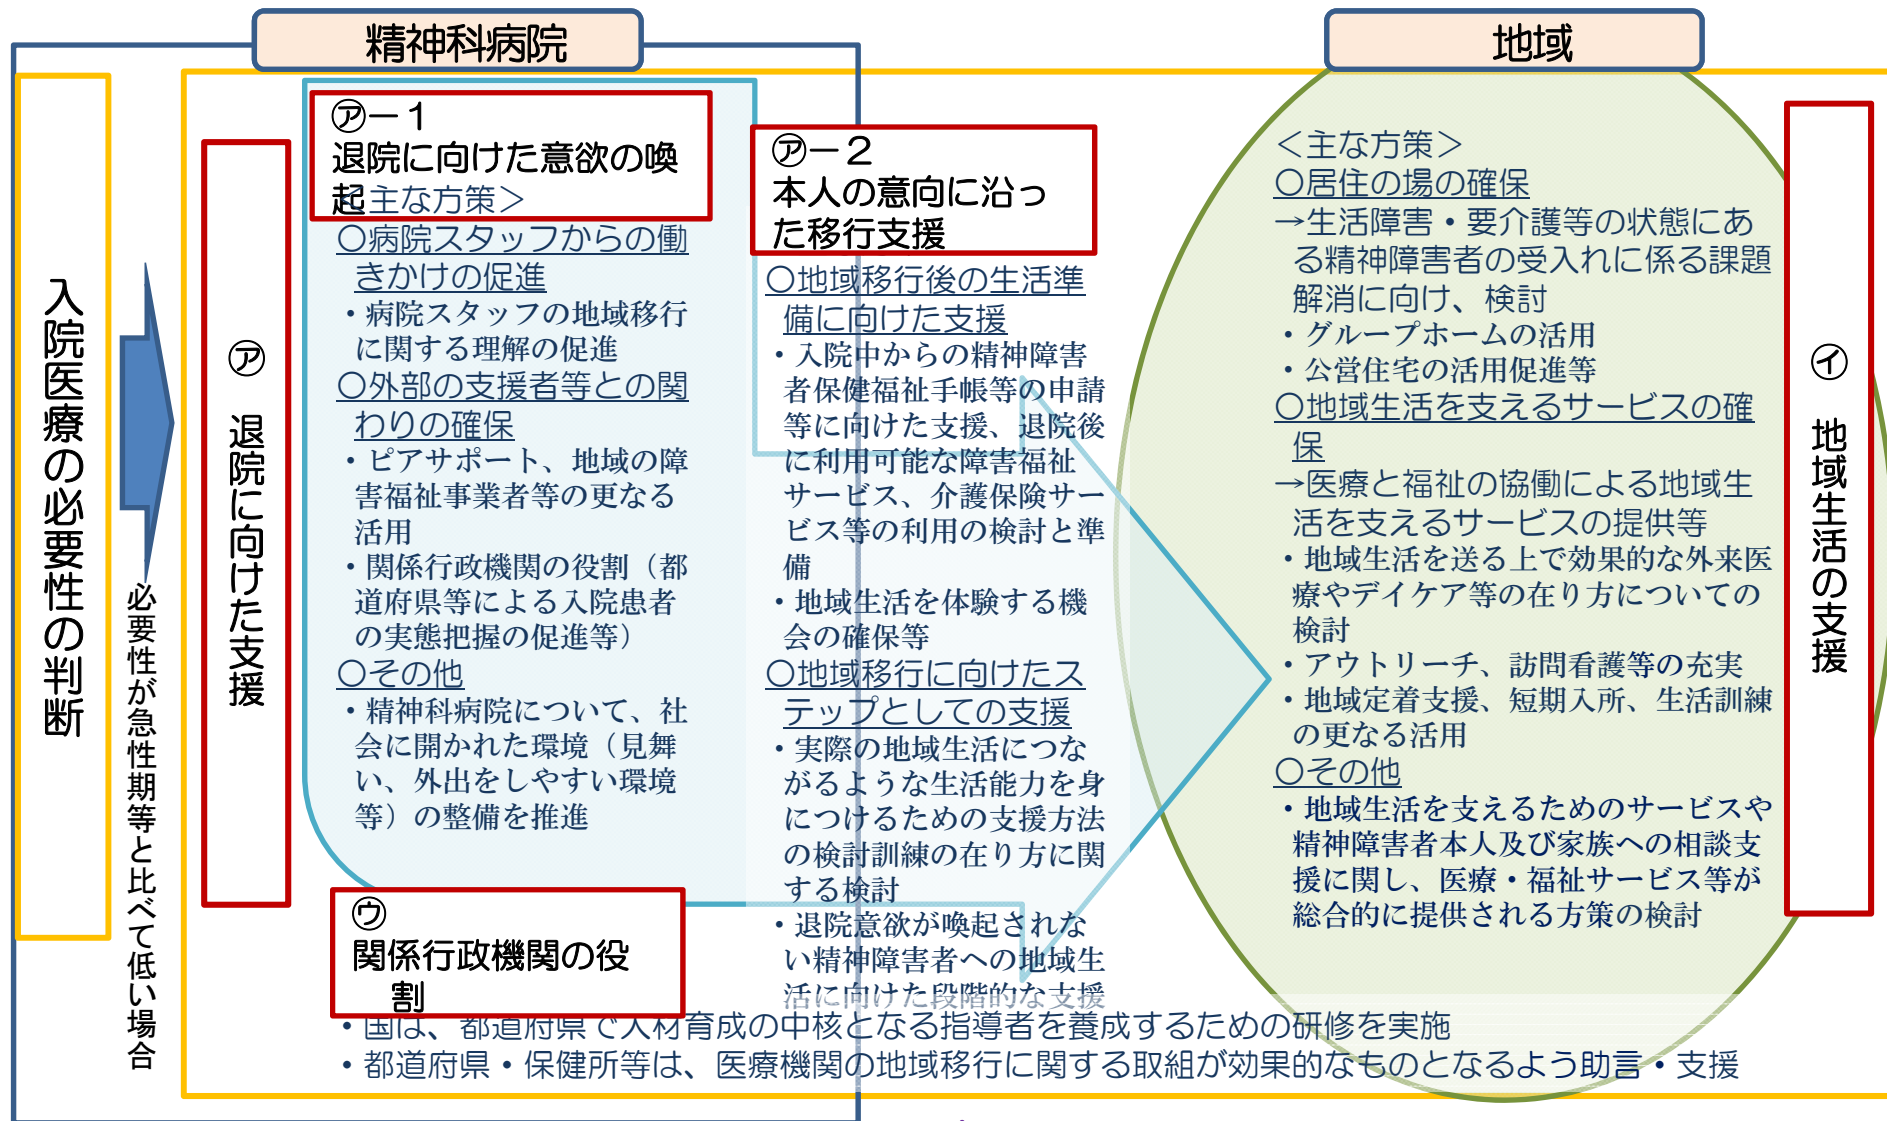 精神科病院
地域
入院医療の必要性の判断
必要性が急性期等と比べて低い場合
㋐ 退院に向けた支援
㋐－１
退院に向けた意欲の喚
起
＜主な方策＞
〇病院スタッフからの働
きかけの促進
・病院スタッフの地域移行
に関する理解の促進
〇外部の支援者等との関
わりの確保
・ピアサポート、地域の障
害福祉事業者等の更なる
活用
・関係行政機関の役割（都
道府県等による入院患者
の実態把握の促進等）
〇その他
・精神科病院について、社
会に開かれた環境（見舞
い、外出をしやすい環境
等）の整備を推進
㋐－２
本人の意向に沿っ
た移行支援
〇地域移行後の生活準
備に向けた支援
・入院中からの精神障害
者保健福祉手帳等の申請
等に向けた支援、退院後
に利用可能な障害福祉
サービス、介護保険サー
ビス等の利用の検討と準
備
・地域生活を体験する機
会の確保等
〇地域移行に向けたス
テップとしての支援
・実際の地域生活につな
がるような生活能力を身
につけるための支援方法
の検討訓練の在り方に関
する検討
・退院意欲が喚起されな
い精神障害者への地域生
活に向けた段階的な支援
＜主な方策＞
〇居住の場の確保
→生活障害・要介護等の状態にあ
る精神障害者の受入れに係る課題
解消に向け、検討
・グループホームの活用
・公営住宅の活用促進等
〇地域生活を支えるサービスの確
保
→医療と福祉の協働による地域生
活を支えるサービスの提供等
・地域生活を送る上で効果的な外来医
療やデイケア等の在り方についての
検討
・アウトリーチ、訪問看護等の充実
・地域定着支援、短期入所、生活訓練
の更なる活用
〇その他
・地域生活を支えるためのサービスや
精神障害者本人及び家族への相談支
援に関し、医療・福祉サービス等が
総合的に提供される方策の検討
㋑ 地域生活の支援
㋒
関係行政機関の役
割
・国は、都道府県で人材育成の中核となる指導者を養成するための研修を実施
・都道府県・保健所等は、医療機関の地域移行に関する取組が効果的なものとなるよう助言・支援